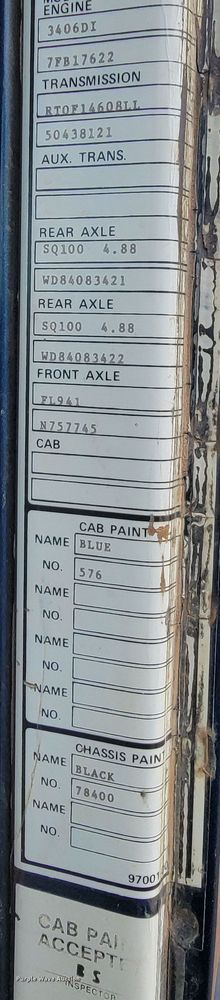 ENGINE
3406DI
7FB17622
TRANSMISSION
RTOF14608LL
50438121
AUX. TRANS.
REAR AXLE
SQ100 4.88
WD84083421
REAR AXLE
SQ100 4.88
WD84083422
FRONT AXLE
FL941
N757745
CAB
CAB PAINT
NAME BLUE
NO. 576
NAME
NO.
NAME
NO.
NAME
NO.
CHASSIS PAIN
NAME BLACK
NO. 78400
NAME
NO.
9700
CAB PAI
ACCEPT
B S
INSPECTOR
Purple Wave Auction